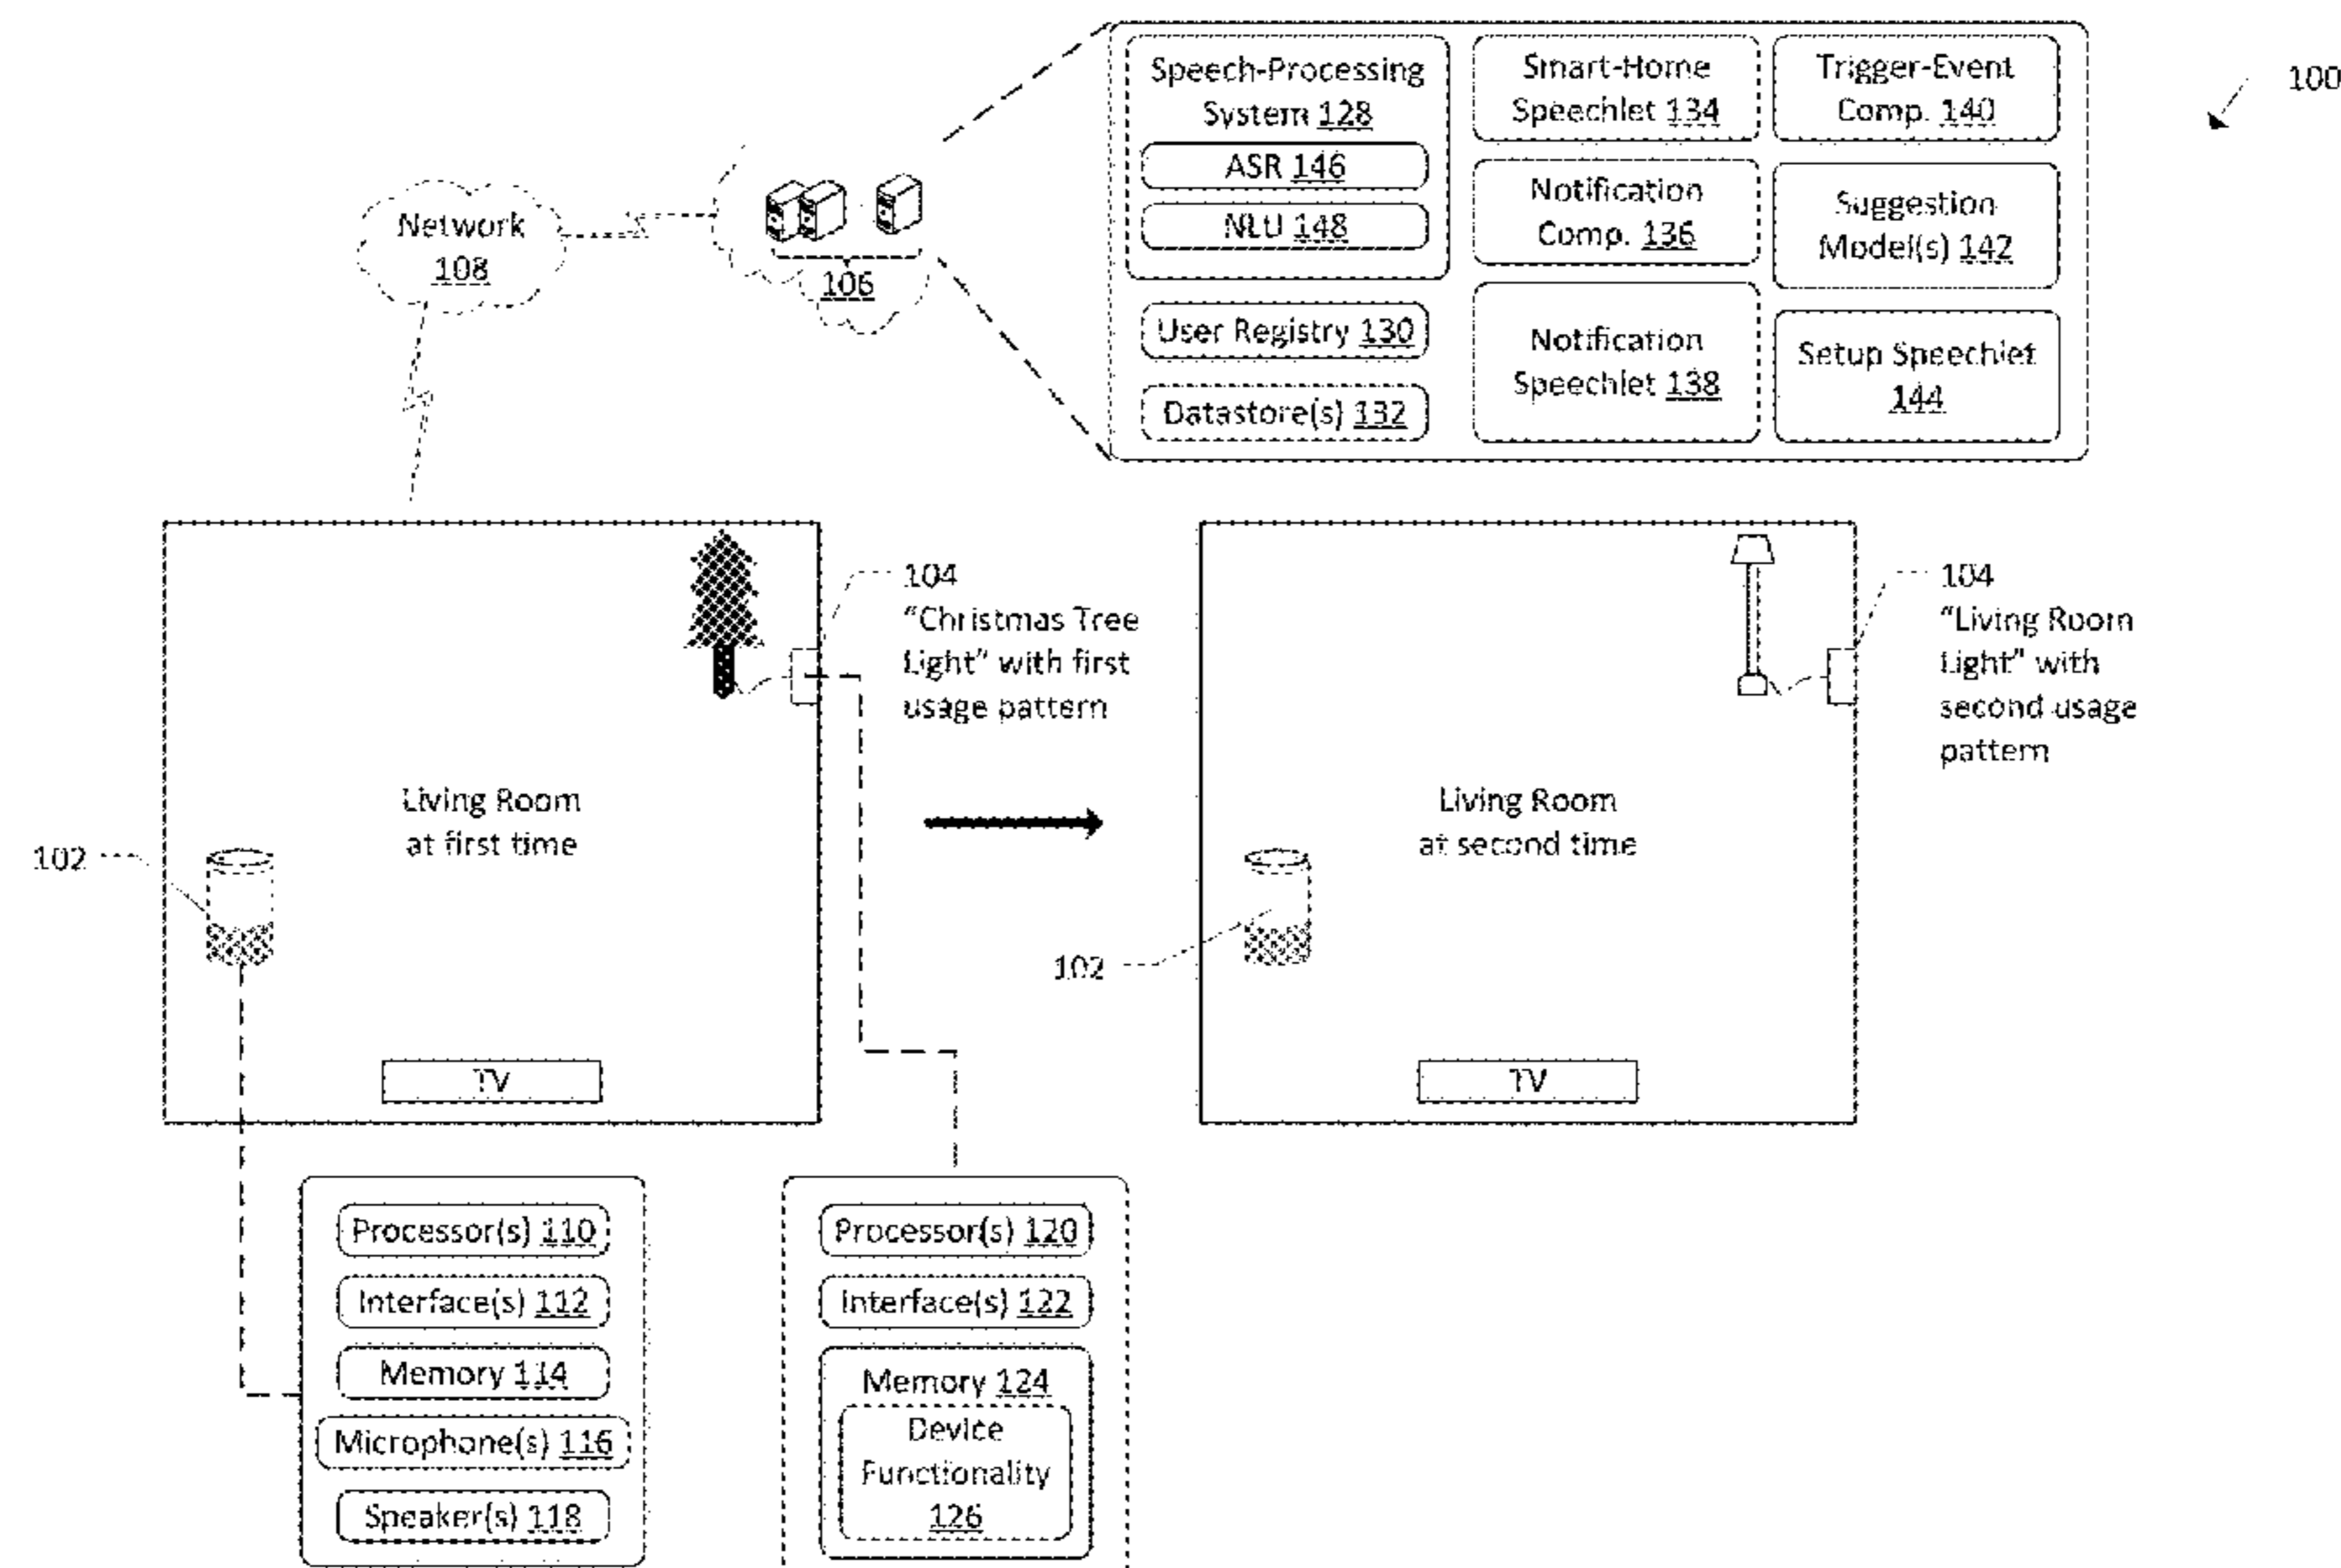 100
Speech-Processing
System 128
ASR 146
NLU 148
User Registry 130
Datastore(s) 132
Smart-Home
Speechlet 134
Notification
Comp. 136
Notification
Speechlet 138
Trigger-Event
Comp. 140
Suggestion
Model(s) 142
Setup Speechlet
144
Network
108
106
104
"Christmas Tree
Light" with first
usage pattern
Living Room
at first time
102
TV
104
"Living Room
Light" with
second usage
pattern
Living Room
at second time
102
TV
Processor(s) 110
Interface(s) 112
Memory 114
Microphone(s) 116
Speaker(s) 118
Processor(s) 120
Interface(s) 122
Memory 124
Device
Functionality
126